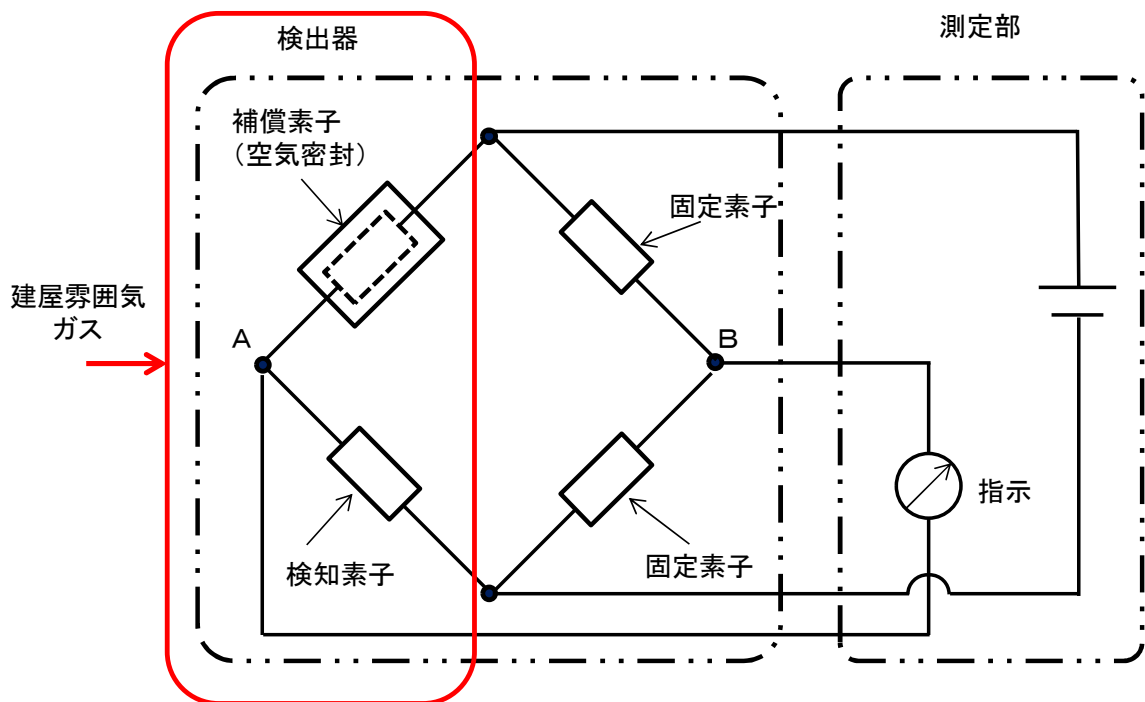 検出器
測定部
補償素子
（空気密封）
固定素子
建屋雰囲気
ガス
A
B
指示
検知素子
固定素子